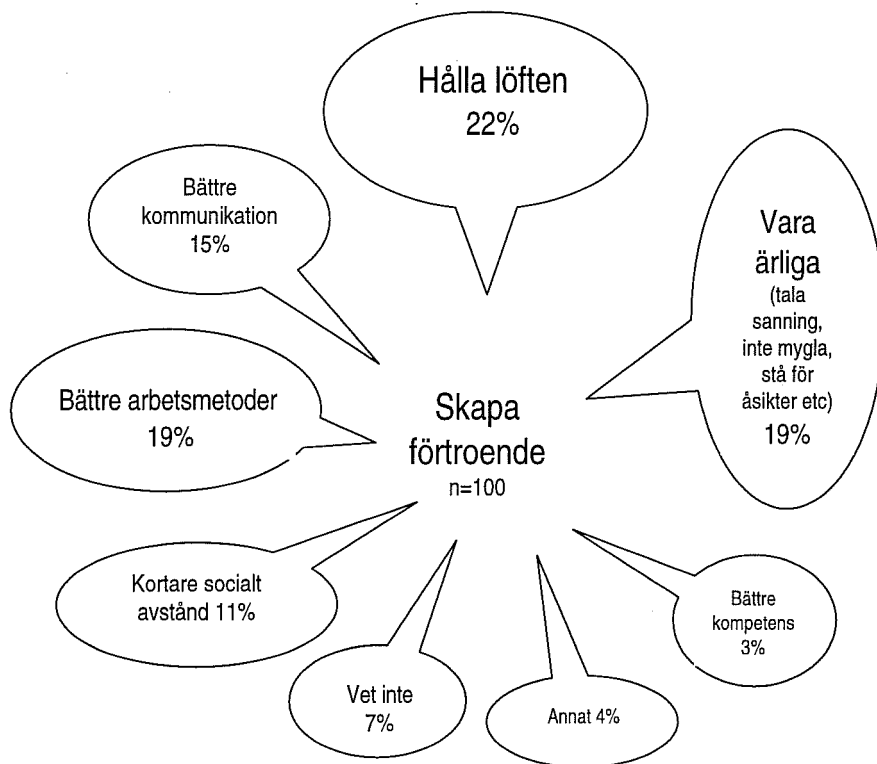 Hålla löften
22%
Bättre
kommunikation
15%
Vara
ärliga
(tala
sanning,
inte mygla,
stå för
åsikter etc)
19%
Bättre arbetsmetoder
19%
Skapa
förtroende
n=100
Kortare socialt
avstånd 11%
Bättre
kompetens
3%
Vet inte
7%
Annat 4%